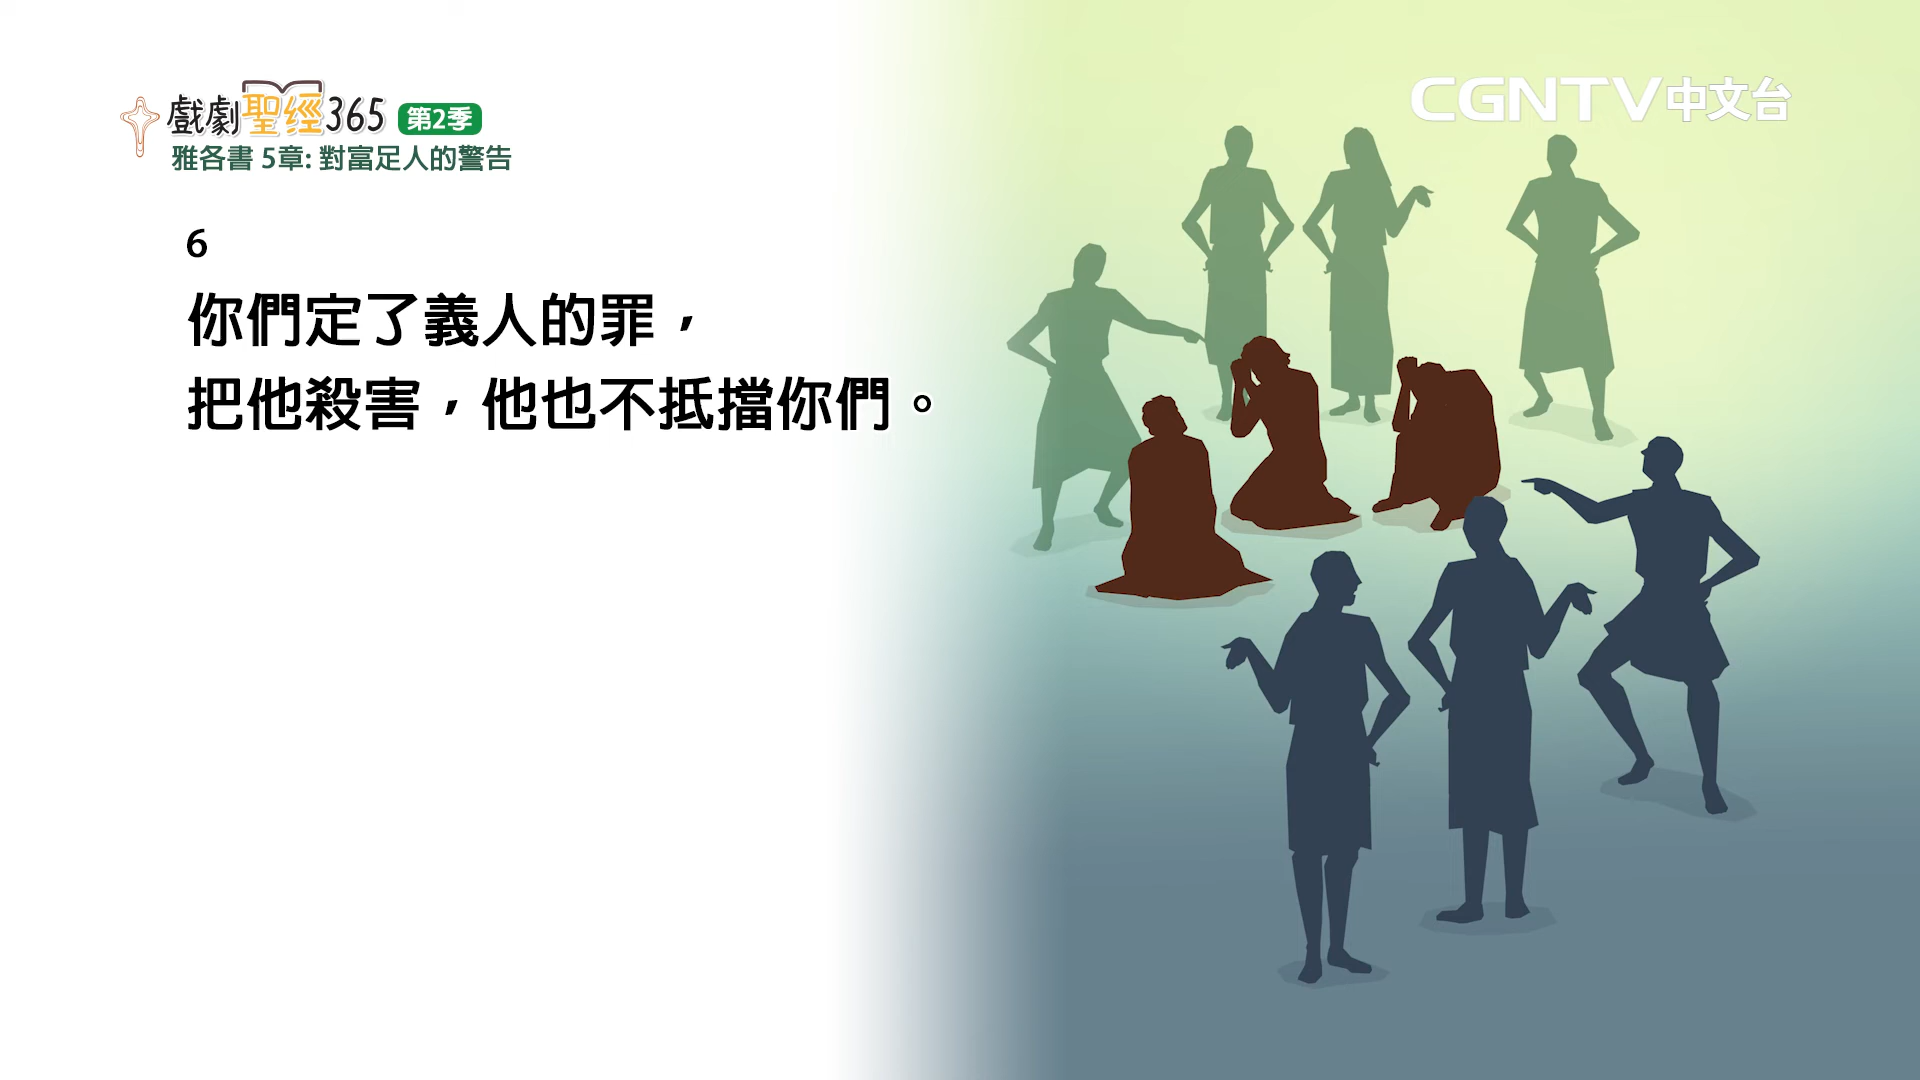 戲劇聖經365 第2季
CGNTV中文台
雅各書 5章: 對富足人的警告
6
你們定了義人的罪，
把他殺害，他也不抵擋你們。